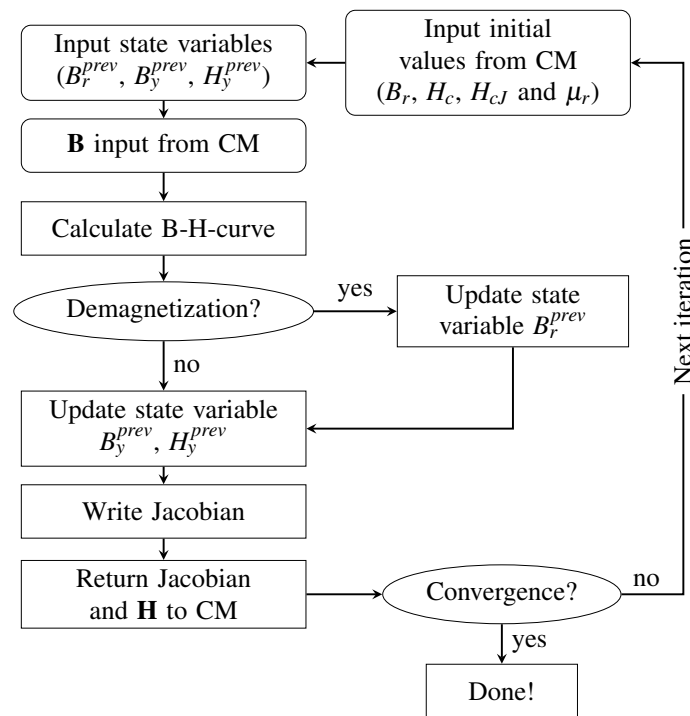 Input state variables
(B_r^{prev}, B_y^{prev}, H_y^{prev})
Input initial
values from CM
(B_r, H_c, H_{cJ} and μ_r)
B input from CM
Calculate B-H-curve
Demagnetization?
yes
Update state
variable B_r^{prev}
no
Update state variable
B_y^{prev}, H_y^{prev}
Write Jacobian
Return Jacobian
and H to CM
Convergence?
no
Next iteration
yes
Done!